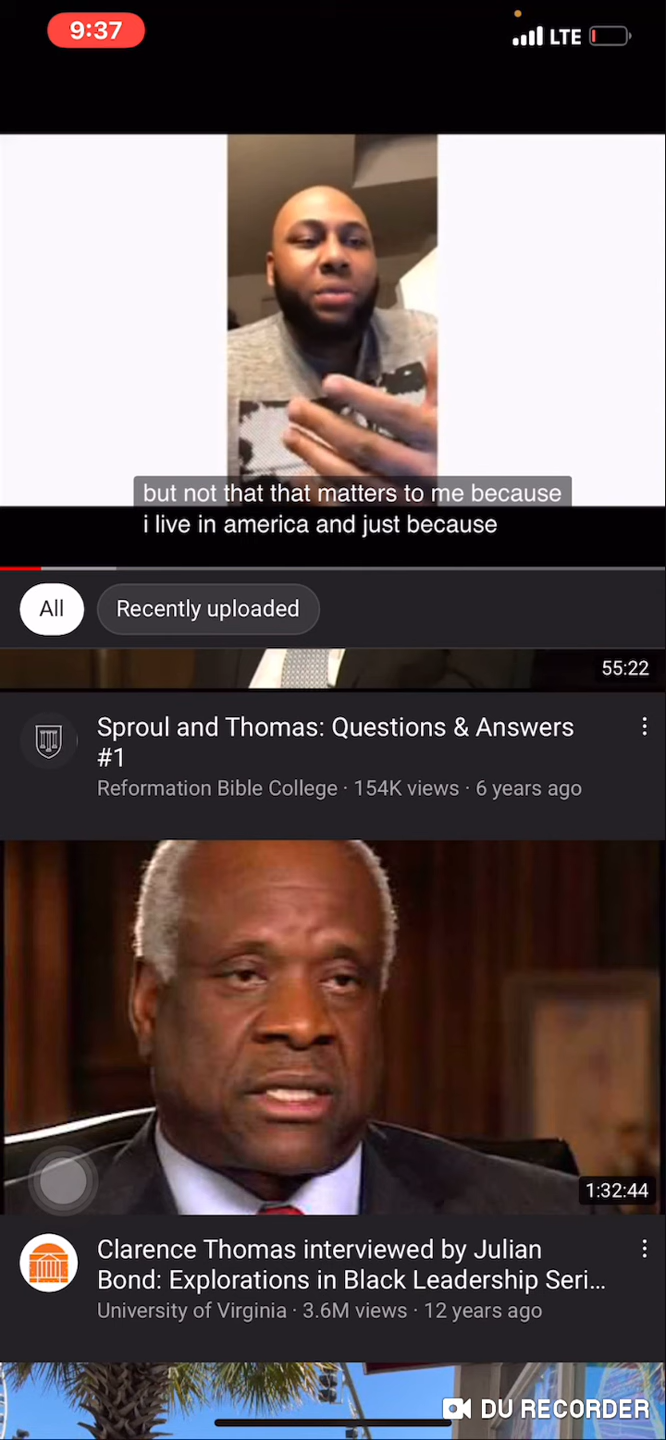 9:37
LTE
but not that that matters to me because
i live in america and just because
All
Recently uploaded
55:22
Sproul and Thomas: Questions & Answers
#1
Reformation Bible College · 154K views · 6 years ago
1:32:44
Clarence Thomas interviewed by Julian
Bond: Explorations in Black Leadership Seri...
University of Virginia · 3.6M views · 12 years ago
DU RECORDER